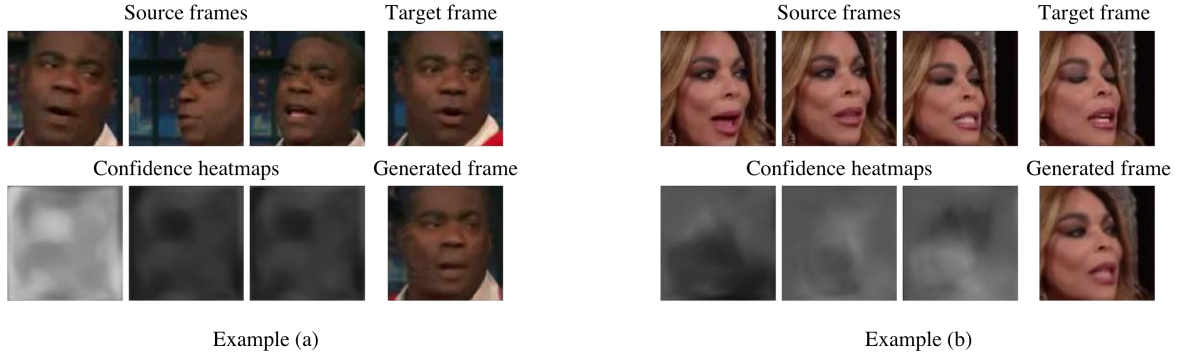 Source frames Target frame
Confidence heatmaps Generated frame
Example (a)
Source frames Target frame
Confidence heatmaps Generated frame
Example (b)